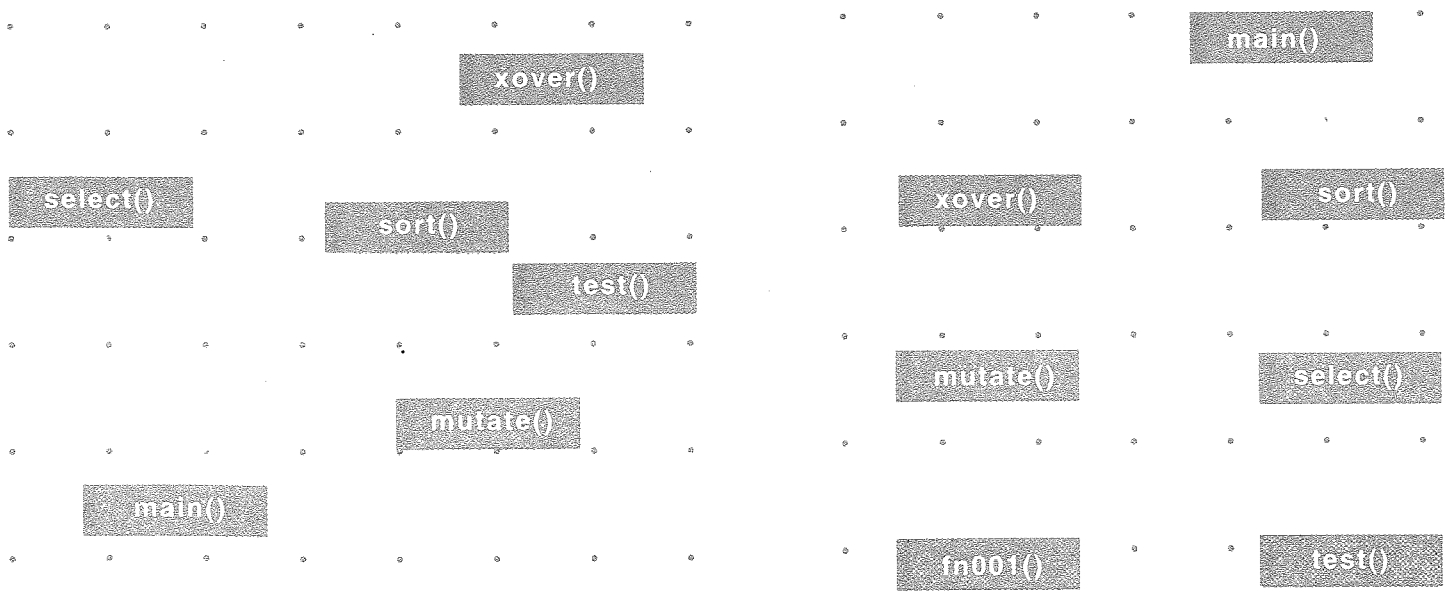 xover()
select()
sort()
test()
mutate()
main()
main()
xover()
sort()
mutate()
select()
fn001()
test()